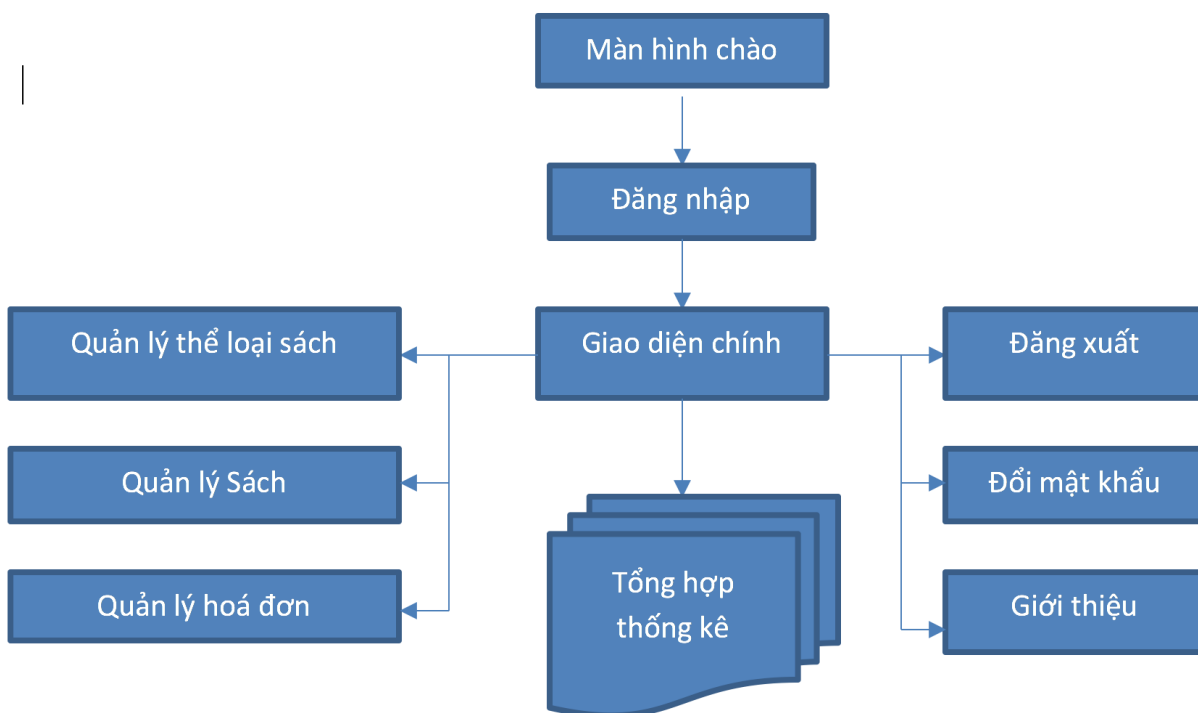 Màn hình chào
Đăng nhập
Quản lý thể loại sách
Giao diện chính
Đăng xuất
Quản lý Sách
Đổi mật khẩu
Quản lý hoá đơn
Tổng hợp
thống kê
Giới thiệu